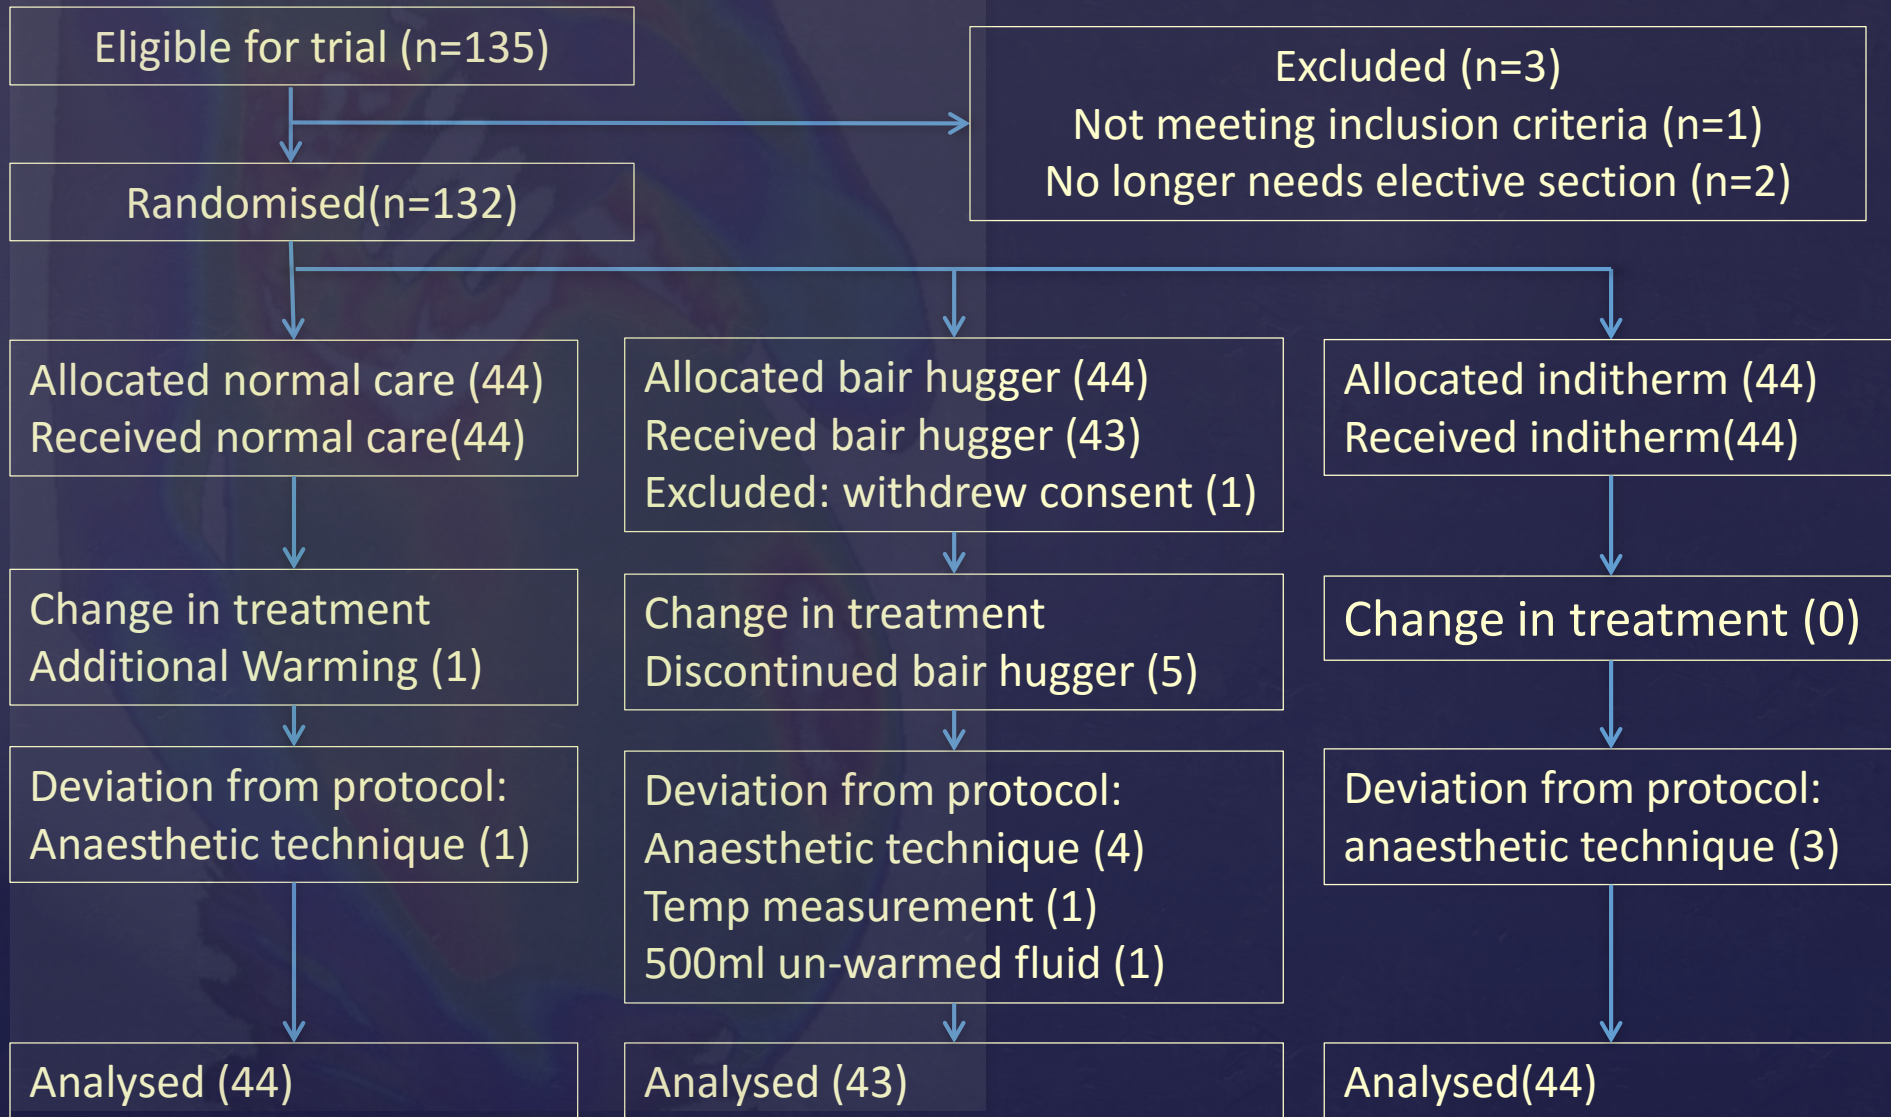 Eligible for trial (n=135)
Excluded (n=3)
Not meeting inclusion criteria (n=1)
No longer needs elective section (n=2)
Randomised(n=132)
Allocated normal care (44)
Received normal care(44)
Allocated bair hugger (44)
Received bair hugger (43)
Excluded: withdrew consent (1)
Allocated inditherm (44)
Received inditherm(44)
Change in treatment
Additional Warming (1)
Change in treatment
Discontinued bair hugger (5)
Change in treatment (0)
Deviation from protocol:
Anaesthetic technique (1)
Deviation from protocol:
Anaesthetic technique (4)
Temp measurement (1)
500ml un-warmed fluid (1)
Deviation from protocol:
anaesthetic technique (3)
Analysed (44)
Analysed (43)
Analysed(44)